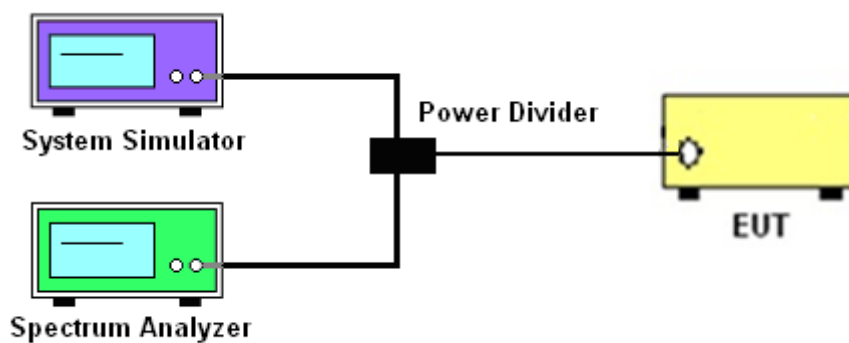 System Simulator
Power Divider
EUT
Spectrum Analyzer